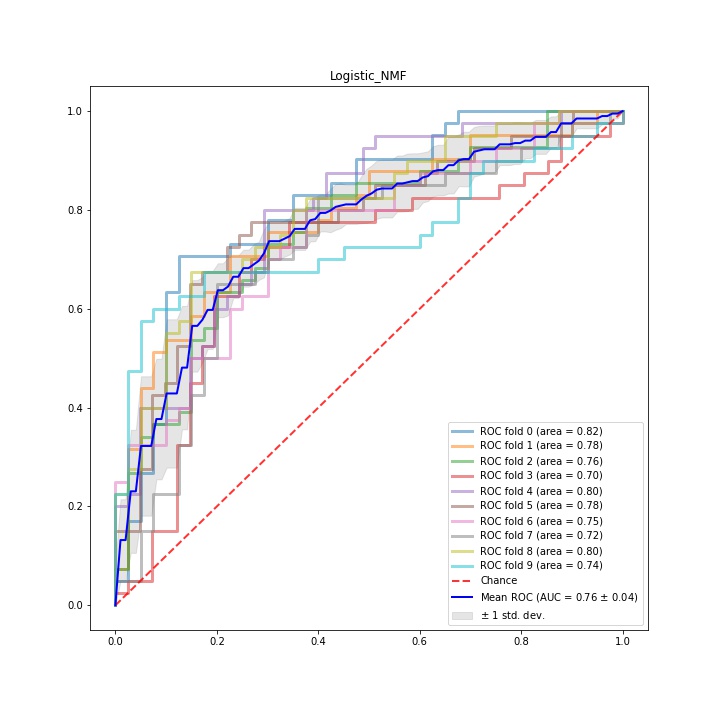 Logistic_NMF
1.0
0.8
0.6
0.4
0.2
0.0
ROC fold 0 (area = 0.82)
ROC fold 1 (area = 0.78)
ROC fold 2 (area = 0.76)
ROC fold 3 (area = 0.70)
ROC fold 4 (area = 0.80)
ROC fold 5 (area = 0.78)
ROC fold 6 (area = 0.75)
ROC fold 7 (area = 0.72)
ROC fold 8 (area = 0.80)
ROC fold 9 (area = 0.74)
Chance
Mean ROC (AUC = 0.76 ± 0.04)
± 1 std. dev.
0.0 0.2 0.4 0.6 0.8 1.0